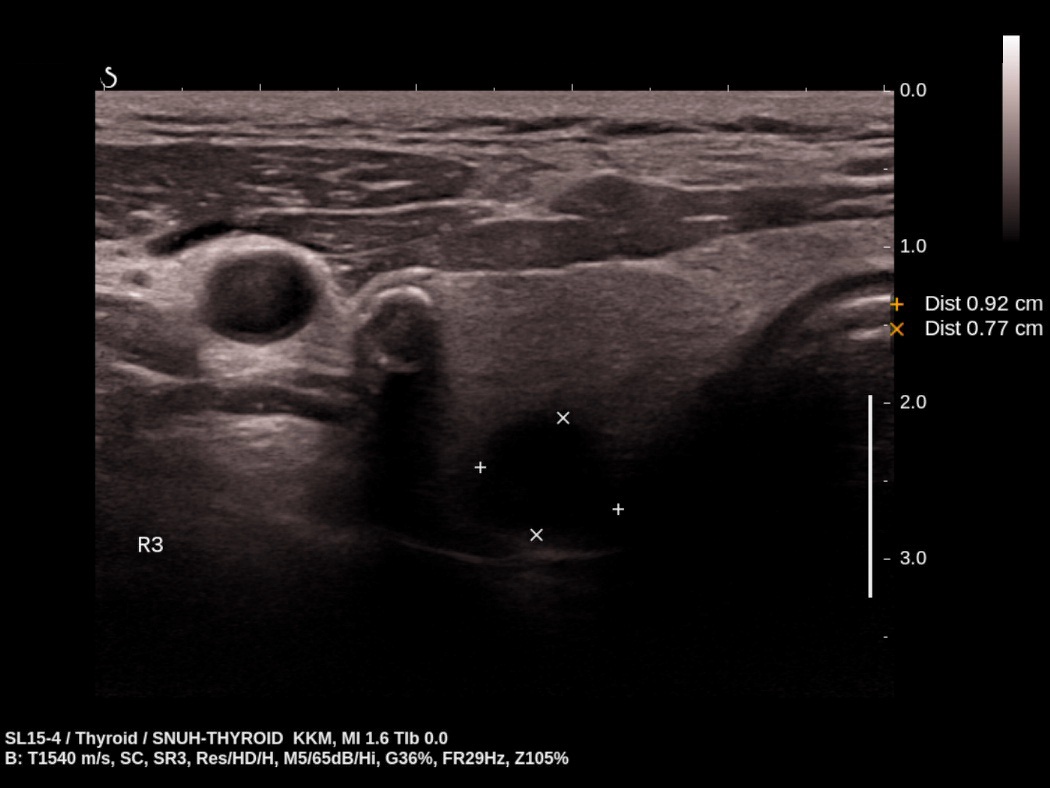 S
0.0
1.0
+ Dist 0.92 cm
× Dist 0.77 cm
2.0
R3
3.0
SL15-4 / Thyroid / SNUH-THYROID KKM, MI 1.6 TIb 0.0
B: T1540 m/s, SC, SR3, Res/HD/H, M5/65dB/Hi, G36%, FR29Hz, Z105%